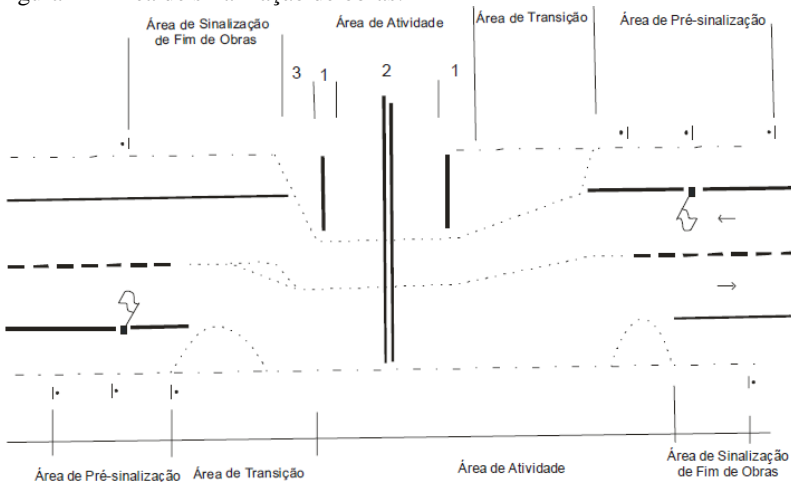 Área de Sinalização
de Fim de Obras
Área de Atividade
Área de Transição
Área de Pré-sinalização
3 1 2 1
Área de Pré-sinalização
Área de Transição
Área de Atividade
Área de Sinalização
de Fim de Obras